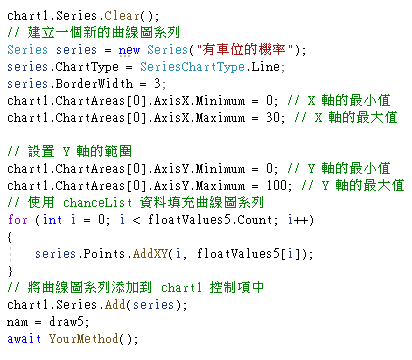 chart1.Series.Clear();
// 建立一個新的曲線圖系列
Series series = new Series("有車位的機率");
series.ChartType = SeriesChartType.Line;
series.BorderWidth = 3;
chart1.ChartAreas[0].AxisX.Minimum = 0; // X 軸的最小值
chart1.ChartAreas[0].AxisX.Maximum = 30; // X 軸的最大值
// 設置 Y 軸的範圍
chart1.ChartAreas[0].AxisY.Minimum = 0; // Y 軸的最小值
chart1.ChartAreas[0].AxisY.Maximum = 100; // Y 軸的最大值
// 使用 chanceList 資料填充曲線圖系列
for (int i = 0; i < floatValues5.Count; i++)
{
series.Points.AddXY(i, floatValues5[i]);
}
// 將曲線圖系列添加到 chart1 控制項中
chart1.Series.Add(series);
nam = draw5;
await YourMethod();